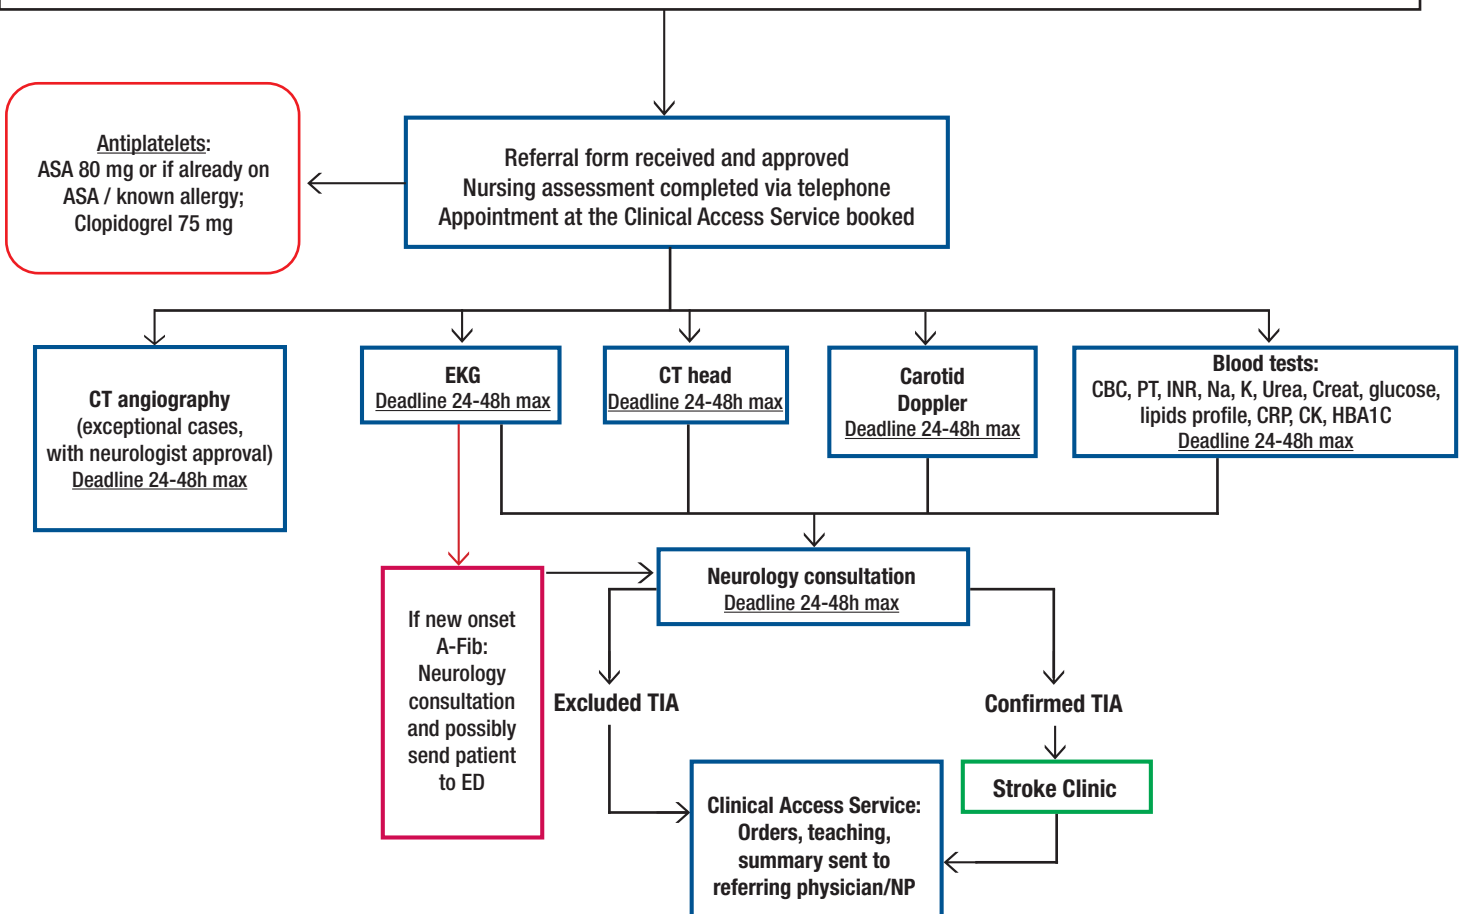 Antiplatelets:
ASA 80 mg or if already on
ASA / known allergy;
Clopidogrel 75 mg
Referral form received and approved
Nursing assessment completed via telephone
Appointment at the Clinical Access Service booked
CT angiography
(exceptional cases,
with neurologist approval)
Deadline 24-48h max
EKG
Deadline 24-48h max
CT head
Deadline 24-48h max
Carotid
Doppler
Deadline 24-48h max
Blood tests:
CBC, PT, INR, Na, K, Urea, Creat, glucose,
lipids profile, CRP, CK, HBA1C
Deadline 24-48h max
If new onset
A-Fib:
Neurology
consultation
and possibly
send patient
to ED
Neurology consultation
Deadline 24-48h max
Excluded TIA
Confirmed TIA
Stroke Clinic
Clinical Access Service:
Orders, teaching,
summary sent to
referring physician/NP